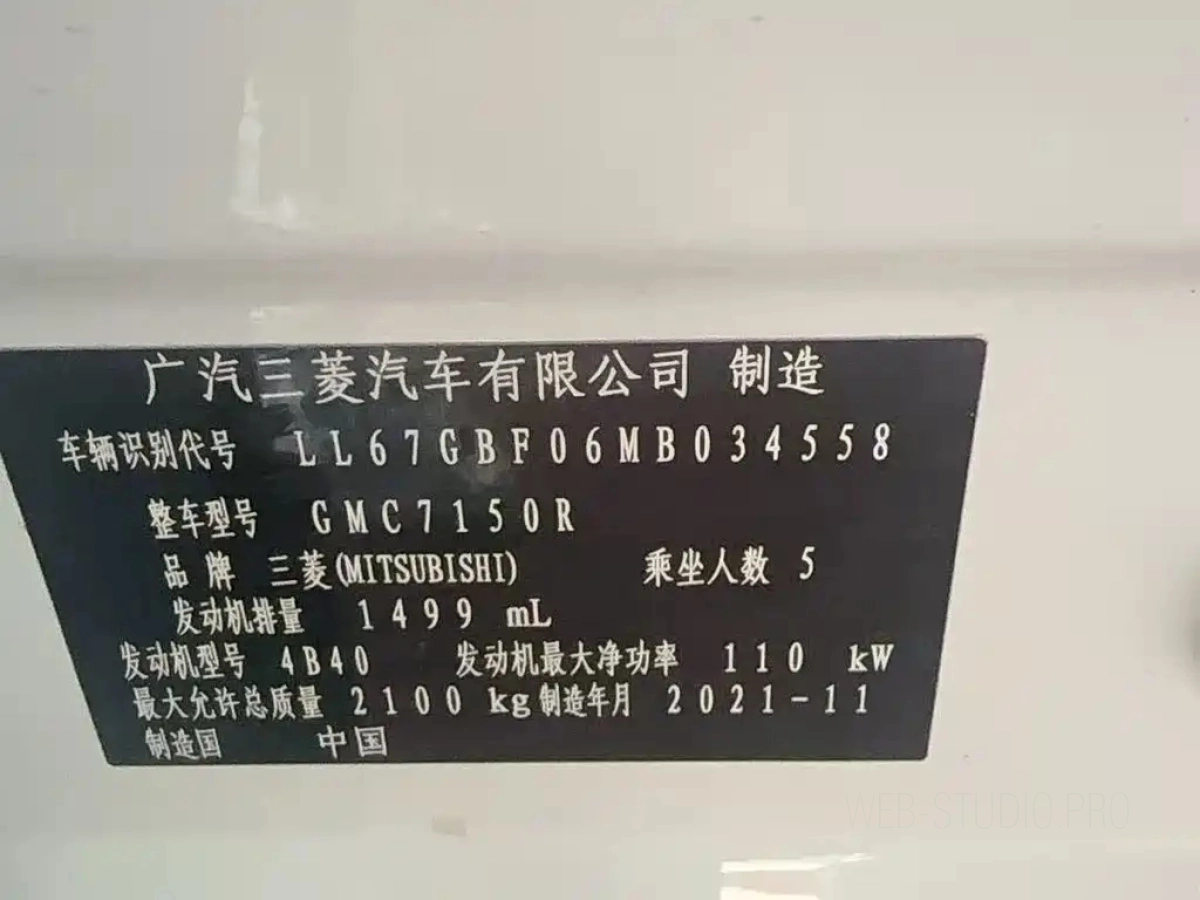 广汽三菱汽车有限公司 制造
车辆识别代号 LL67GBF06MB034558
整车型号 GMC7150R
品牌 三菱(MITSUBISHI) 乘坐人数 5
发动机排量 1499 mL
发动机型号 4B40 发动机最大净功率 110 kW
最大允许总质量 2100 kg 制造年月 2021-11
制造国 中国
WEB-STUDIO.PRO